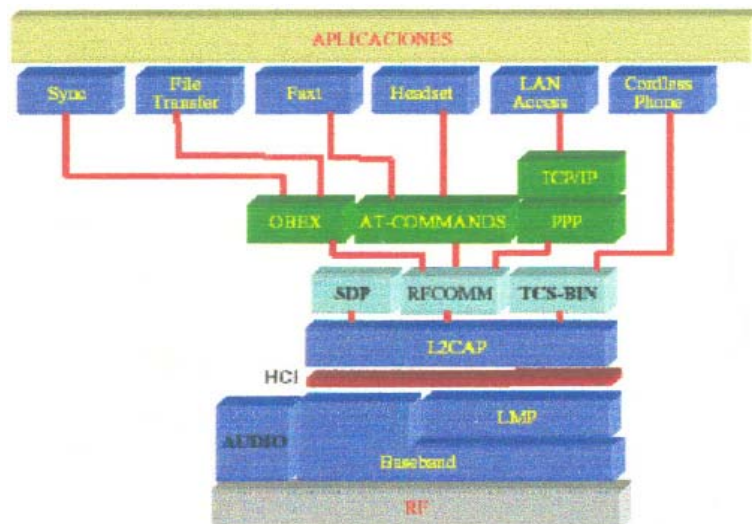 APLICACIONES
Sync
File
Transfer
Faxt
Headset
LAN
Access
Cordless
Phone
TCP/IP
OBEX
AT-COMMANDS
PPP
SDP
RFCOMM
TCS-BIN
L2CAP
HCI
LMP
AUDIO
Baseband
RF